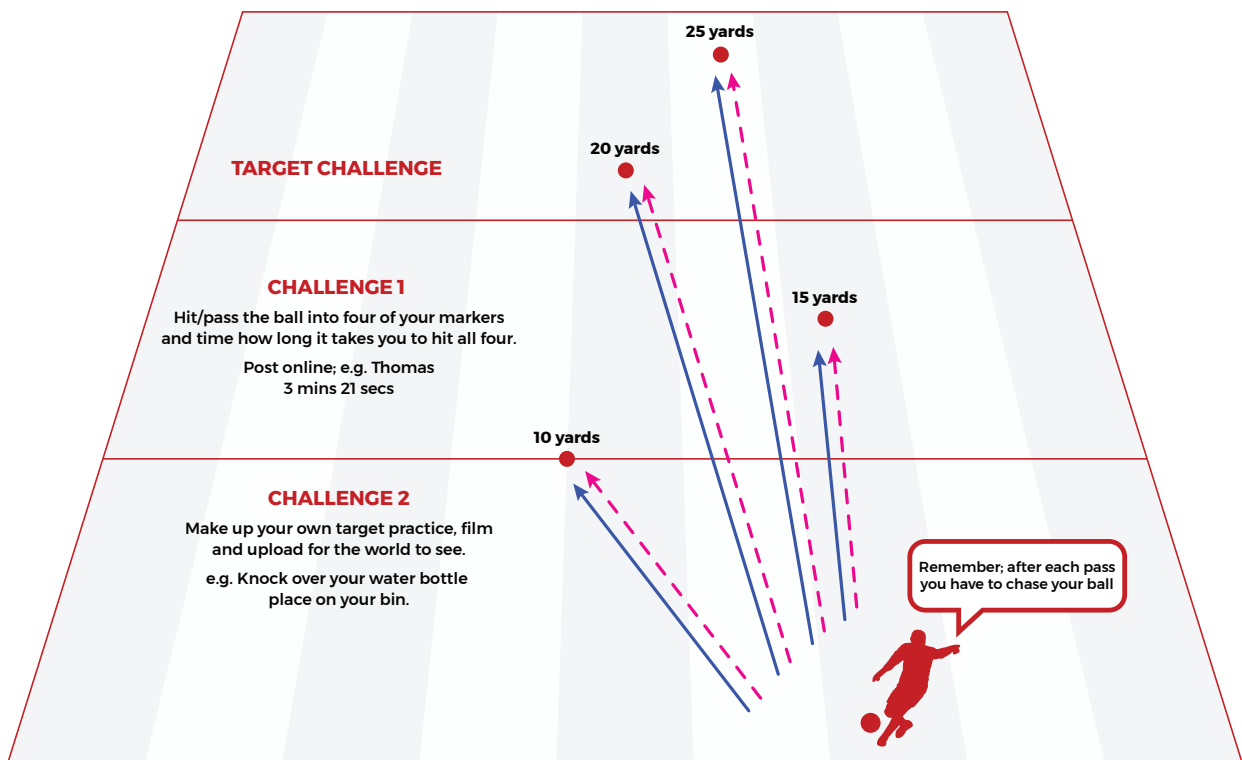 25 yards
20 yards
TARGET CHALLENGE
CHALLENGE 1
Hit/pass the ball into four of your markers
and time how long it takes you to hit all four.
Post online; e.g. Thomas
3 mins 21 secs
15 yards
10 yards
CHALLENGE 2
Make up your own target practice, film
and upload for the world to see.
e.g. Knock over your water bottle
place on your bin.
Remember; after each pass
you have to chase your ball